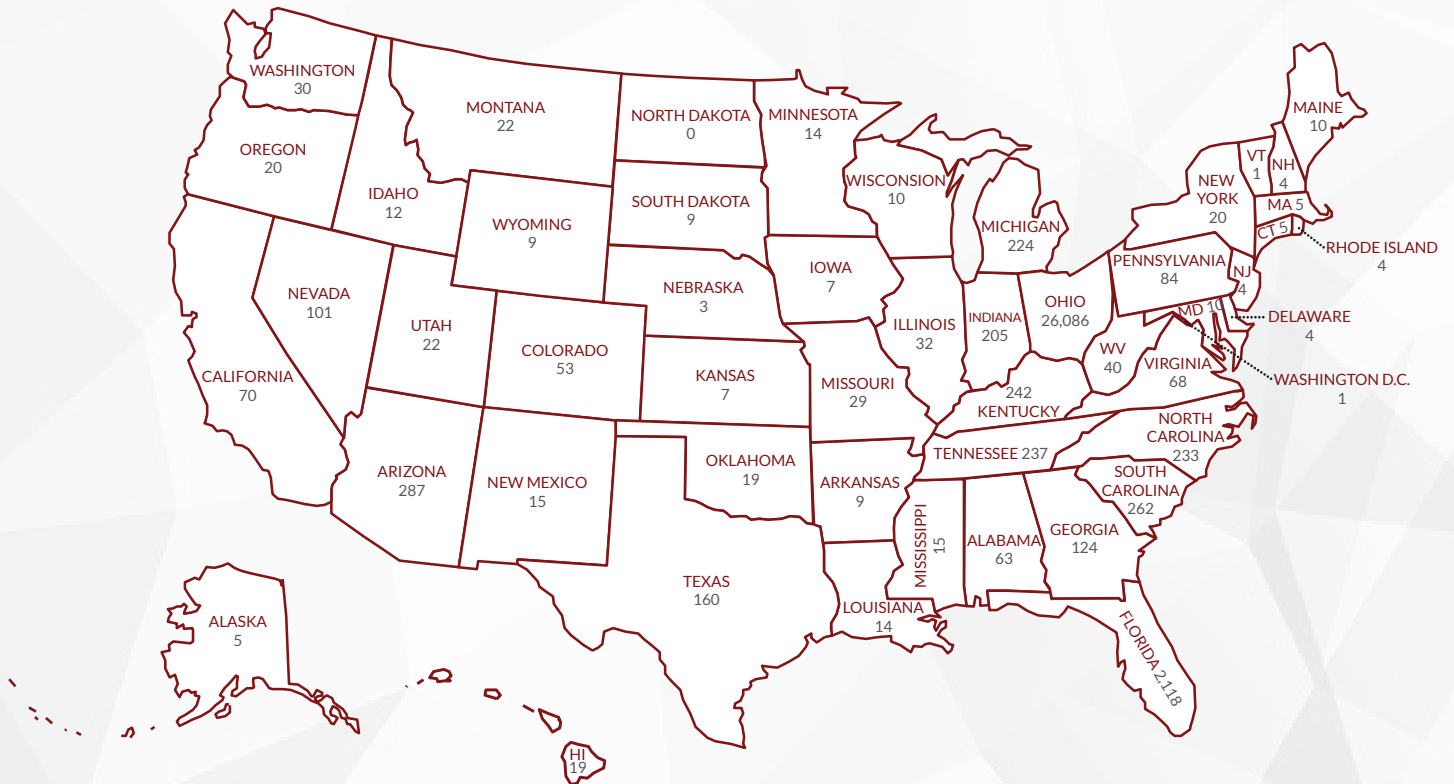 WASHINGTON
30
OREGON
20
CALIFORNIA
70
NEVADA
101
IDAHO
12
MONTANA
22
WYOMING
9
UTAH
22
COLORADO
53
ARIZONA
287
NEW MEXICO
15
NORTH DAKOTA
0
SOUTH DAKOTA
9
NEBRASKA
3
KANSAS
7
OKLAHOMA
19
TEXAS
160
MINNESOTA
14
IOWA
7
MISSOURI
29
ARKANSAS
9
LOUISIANA
14
WISCONSION
10
ILLINOIS
32
MICHIGAN
224
INDIANA
205
OHIO
26,086
242
KENTUCKY
TENNESSEE 237
MISSISSIPPI
15
ALABAMA
63
GEORGIA
124
FLORIDA 2,118
SOUTH
CAROLINA
262
NORTH
CAROLINA
233
VIRGINIA
68
WV
40
PENNSYLVANIA
84
NEW
YORK
20
VT
1
NH
4
MAINE
10
MA 5
CT 5
RHODE ISLAND
4
NJ
4
MD 10
DELAWARE
4
WASHINGTON D.C.
1
ALASKA
5
HI
19